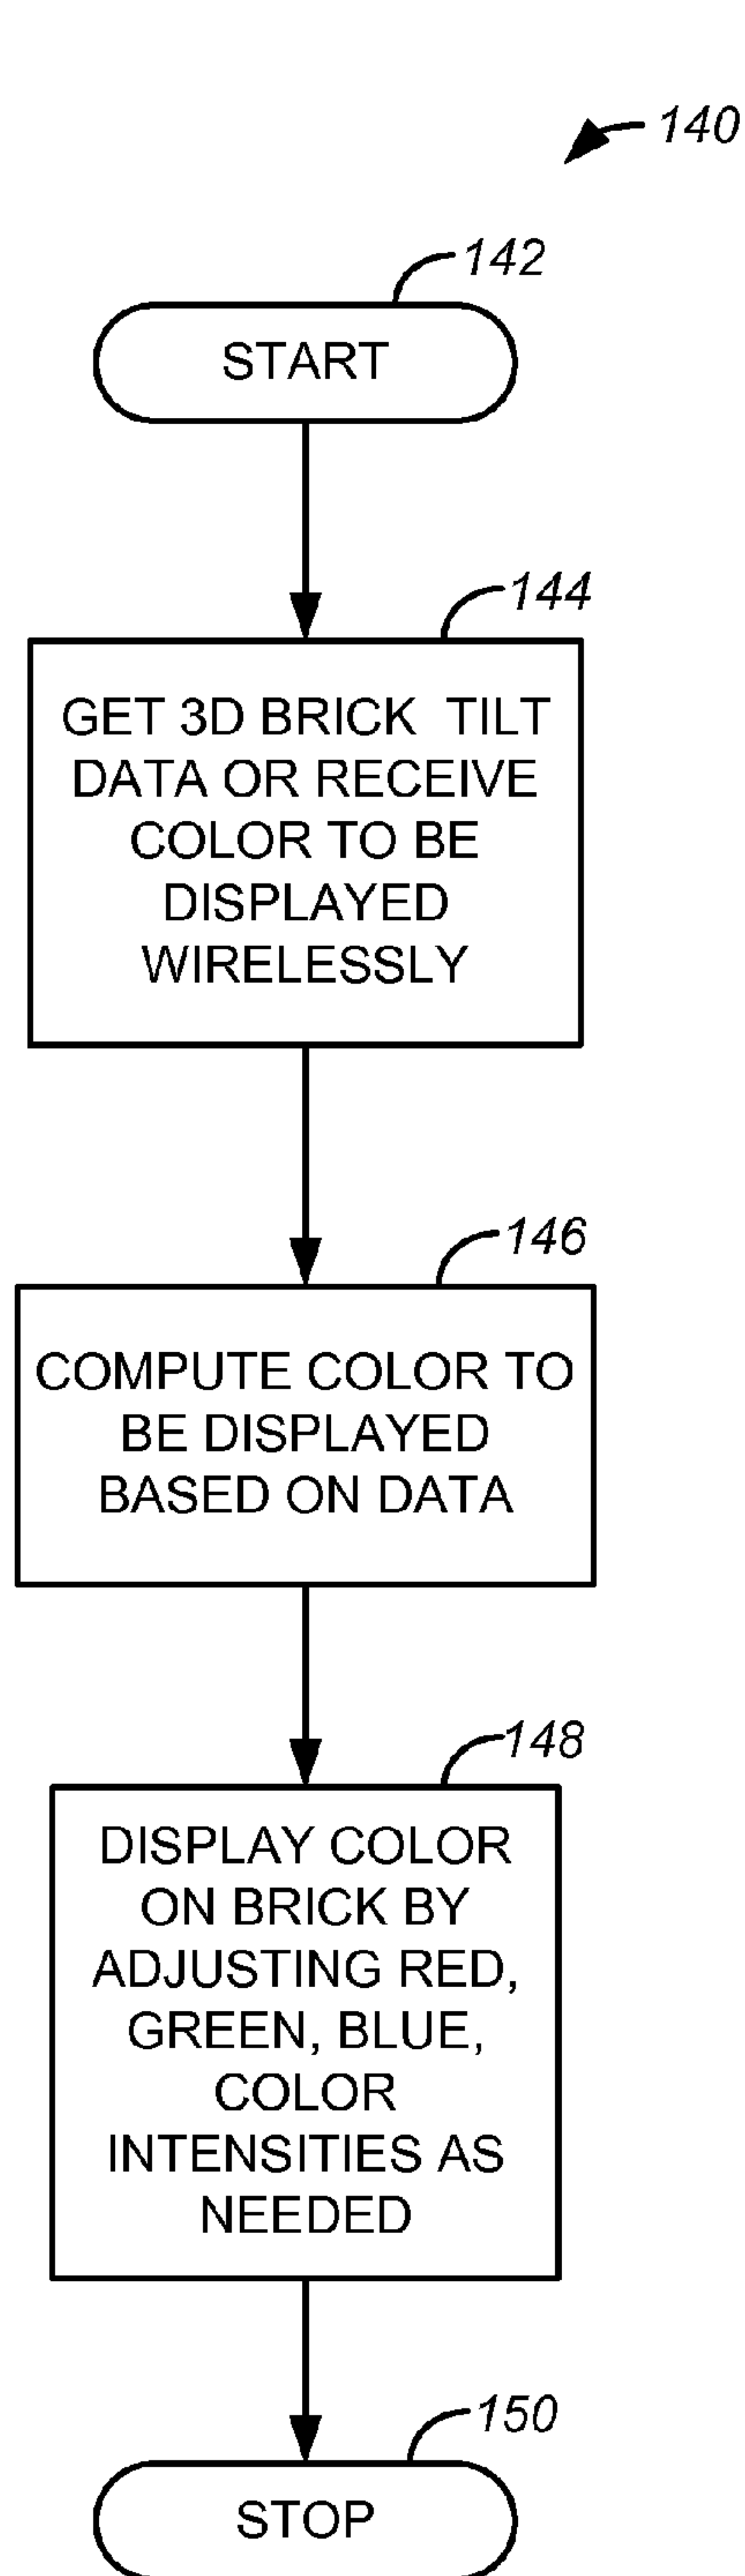 140
142
START
144
GET 3D BRICK TILT
DATA OR RECEIVE
COLOR TO BE
DISPLAYED
WIRELESSLY
146
COMPUTE COLOR TO
BE DISPLAYED
BASED ON DATA
148
DISPLAY COLOR
ON BRICK BY
ADJUSTING RED,
GREEN, BLUE,
COLOR
INTENSITIES AS
NEEDED
150
STOP